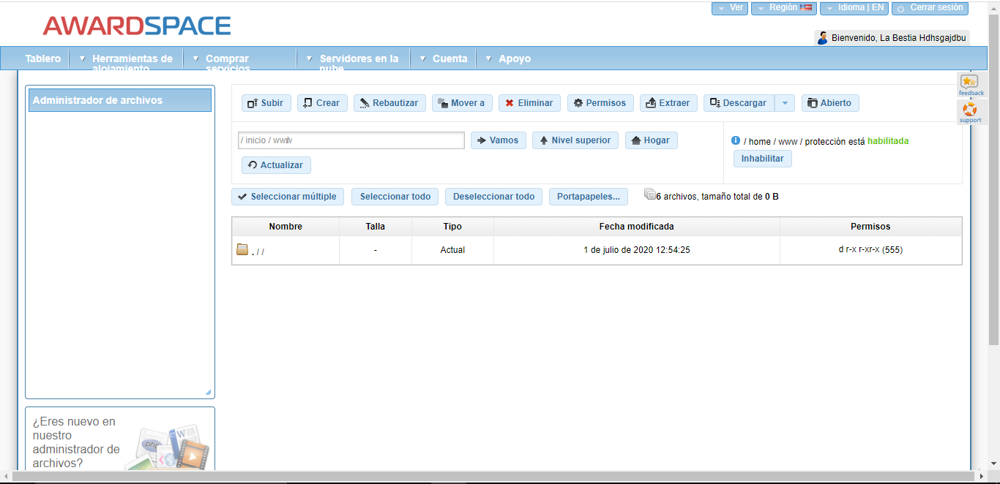 Ver
Región
Idioma | EN
Cerrar sesión
AWARDSPACE
Bienvenido, La Bestia Hdhsgajdbu
Tablero
Herramientas de alojamiento
Comprar servicios
Servidores en la nube
Cuenta
Apoyo
feedback
support
Administrador de archivos
Subir
Crear
Rebautizar
Mover a
Eliminar
Permisos
Extraer
Descargar
Abierto
/ inicio / www/
Vamos
Nivel superior
Hogar
Actualizar
/ home / www / protección está habilitada
Inhabilitar
Seleccionar múltiple
Seleccionar todo
Deseleccionar todo
Portapapeles...
6 archivos, tamaño total de 0 B
Nombre Talla Tipo Fecha modificada Permisos
. / / - Actual 1 de julio de 2020 12:54:25 d r-x r-xr-x (555)
¿Eres nuevo en
nuestro
administrador de
archivos?
php
W